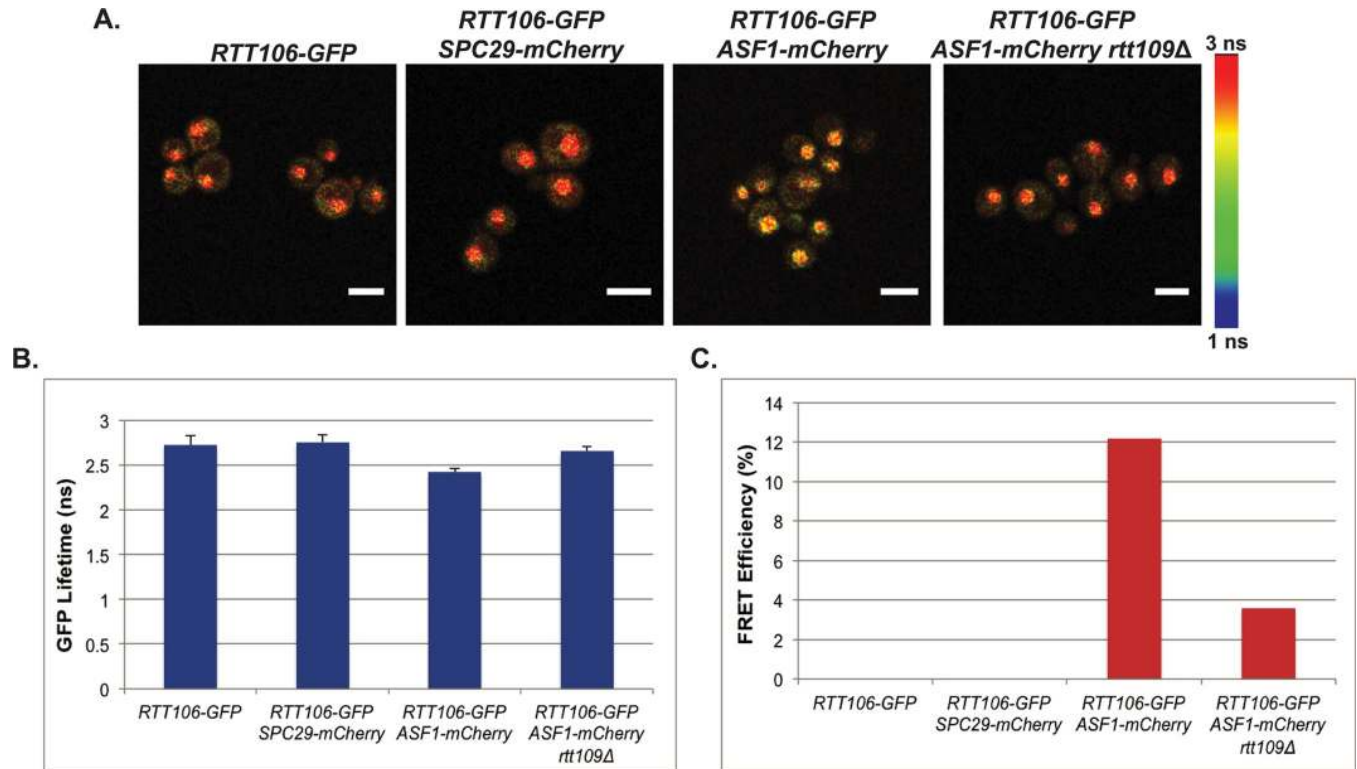 A.
RTT106-GFP
RTT106-GFP
SPC29-mCherry
RTT106-GFP
ASF1-mCherry
RTT106-GFP
ASF1-mCherry rtt109Δ
3 ns
1 ns
B.
GFP Lifetime (ns)
3
2.5
2
1.5
1
0.5
0
RTT106-GFP
RTT106-GFP
SPC29-mCherry
RTT106-GFP
ASF1-mCherry
RTT106-GFP
ASF1-mCherry
rtt109Δ
C.
FRET Efficiency (%)
14
12
10
8
6
4
2
0
RTT106-GFP
RTT106-GFP
SPC29-mCherry
RTT106-GFP
ASF1-mCherry
RTT106-GFP
ASF1-mCherry
rtt109Δ